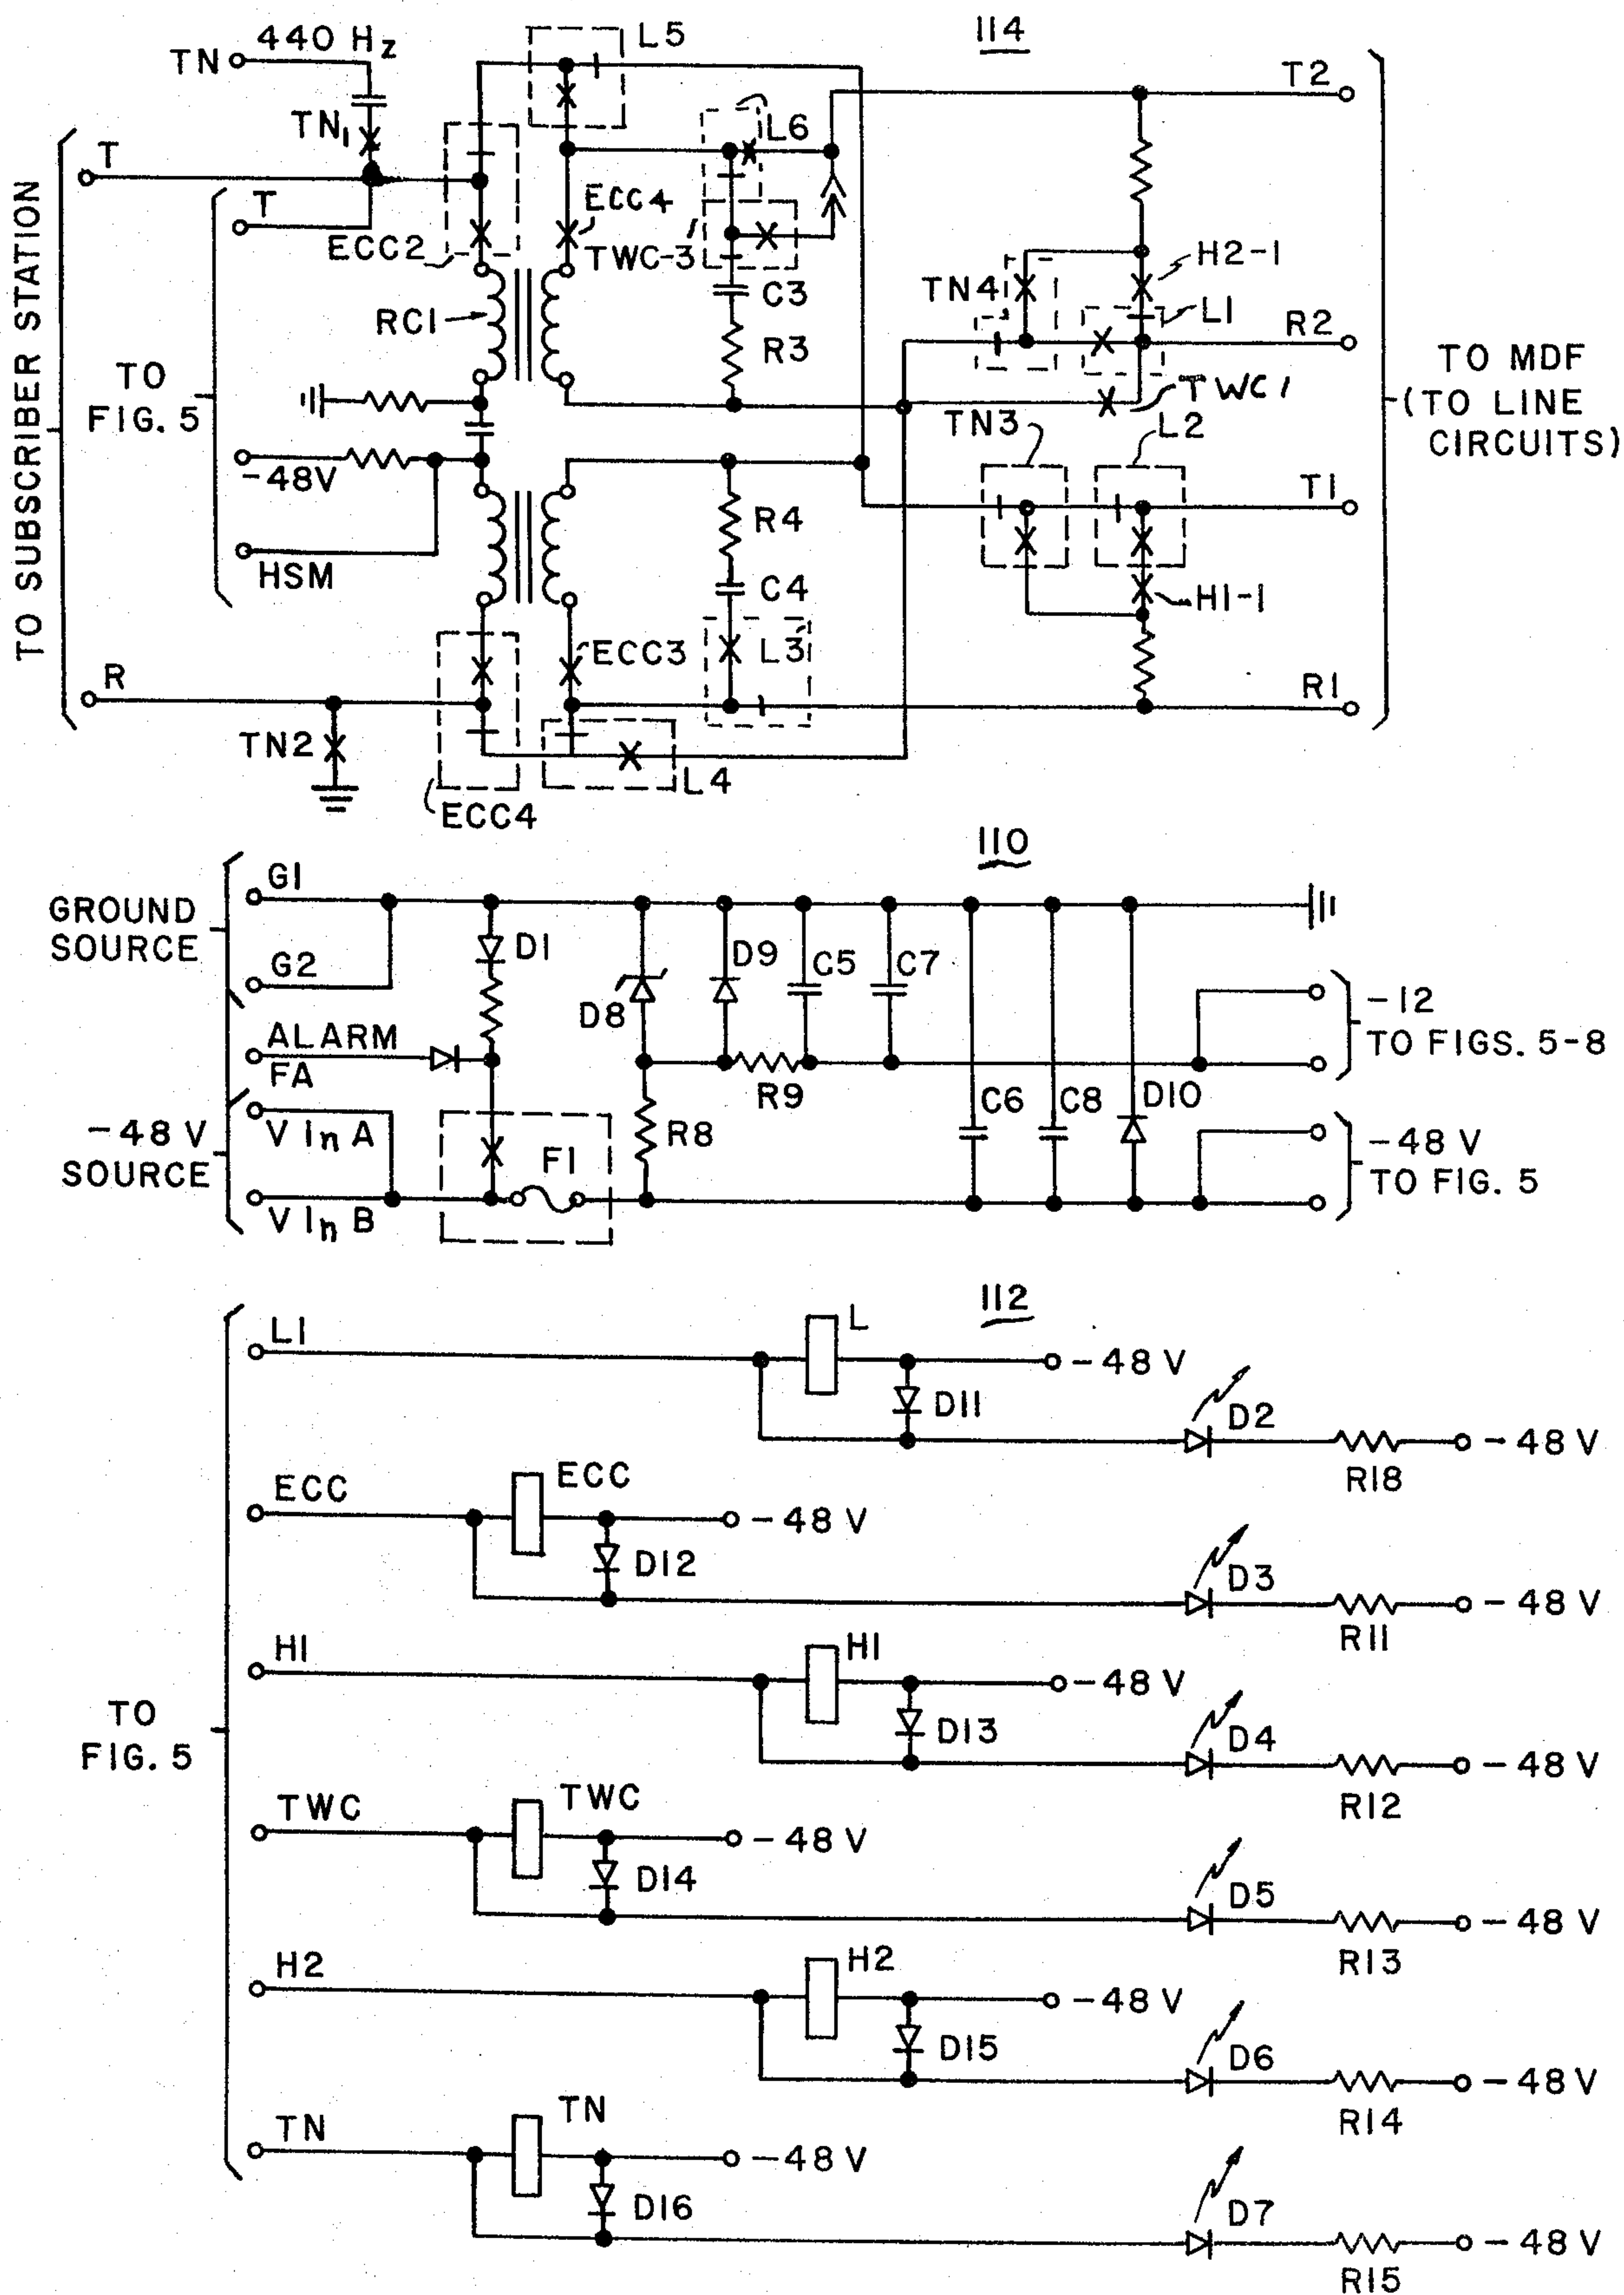 114
TN 440 Hz
L5
T2
TN1
L6
T
T
ECC4
ECC2
TWC-3
H2-1
TN4
C3
L1
RC1
R2
R3
TO SUBSCRIBER STATION
TO
FIG. 5
TO MDF
(TO LINE
CIRCUITS)
TWC1
TN3
L2
-48V
T1
R4
HSM
C4
H1-1
ECC3
L3
R
R1
TN2
L4
ECC4
110
G1
GROUND
SOURCE
D1
D9
C5
C7
G2
D8
-12
TO FIGS. 5-8
ALARM
FA
R9
C6
C8
D10
V In A
-48 V
SOURCE
F1
R8
-48 V
TO FIG. 5
V In B
112
L1
L
-48 V
D11
D2
-48 V
R18
ECC
ECC
-48 V
D12
D3
-48 V
R11
H1
H1
-48 V
TO
FIG. 5
D13
D4
-48 V
R12
TWC
TWC
-48 V
D14
D5
-48 V
R13
H2
H2
-48 V
D15
D6
-48 V
R14
TN
TN
-48 V
D16
D7
-48 V
R15